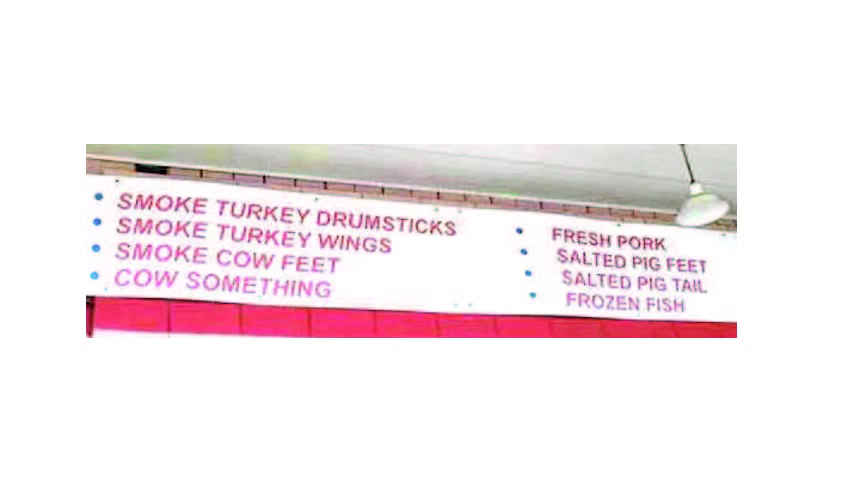 SMOKE TURKEY DRUMSTICKS
SMOKE TURKEY WINGS
SMOKE COW FEET
COW SOMETHING
FRESH PORK
SALTED PIG FEET
SALTED PIG TAIL
FROZEN FISH